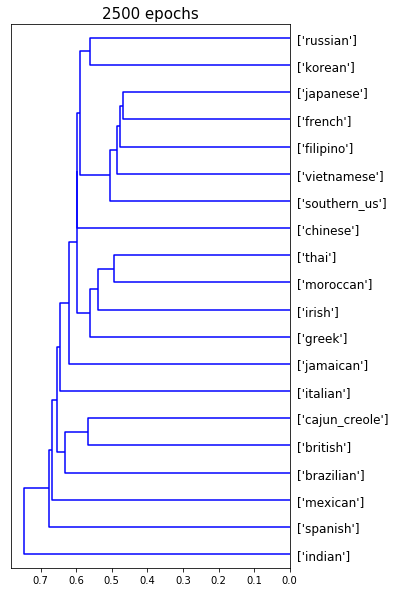 2500 epochs
['russian']
['korean']
['japanese']
['french']
['filipino']
['vietnamese']
['southern_us']
['chinese']
['thai']
['moroccan']
['irish']
['greek']
['jamaican']
['italian']
['cajun_creole']
['british']
['brazilian']
['mexican']
['spanish']
['indian']
0.7 0.6 0.5 0.4 0.3 0.2 0.1 0.0